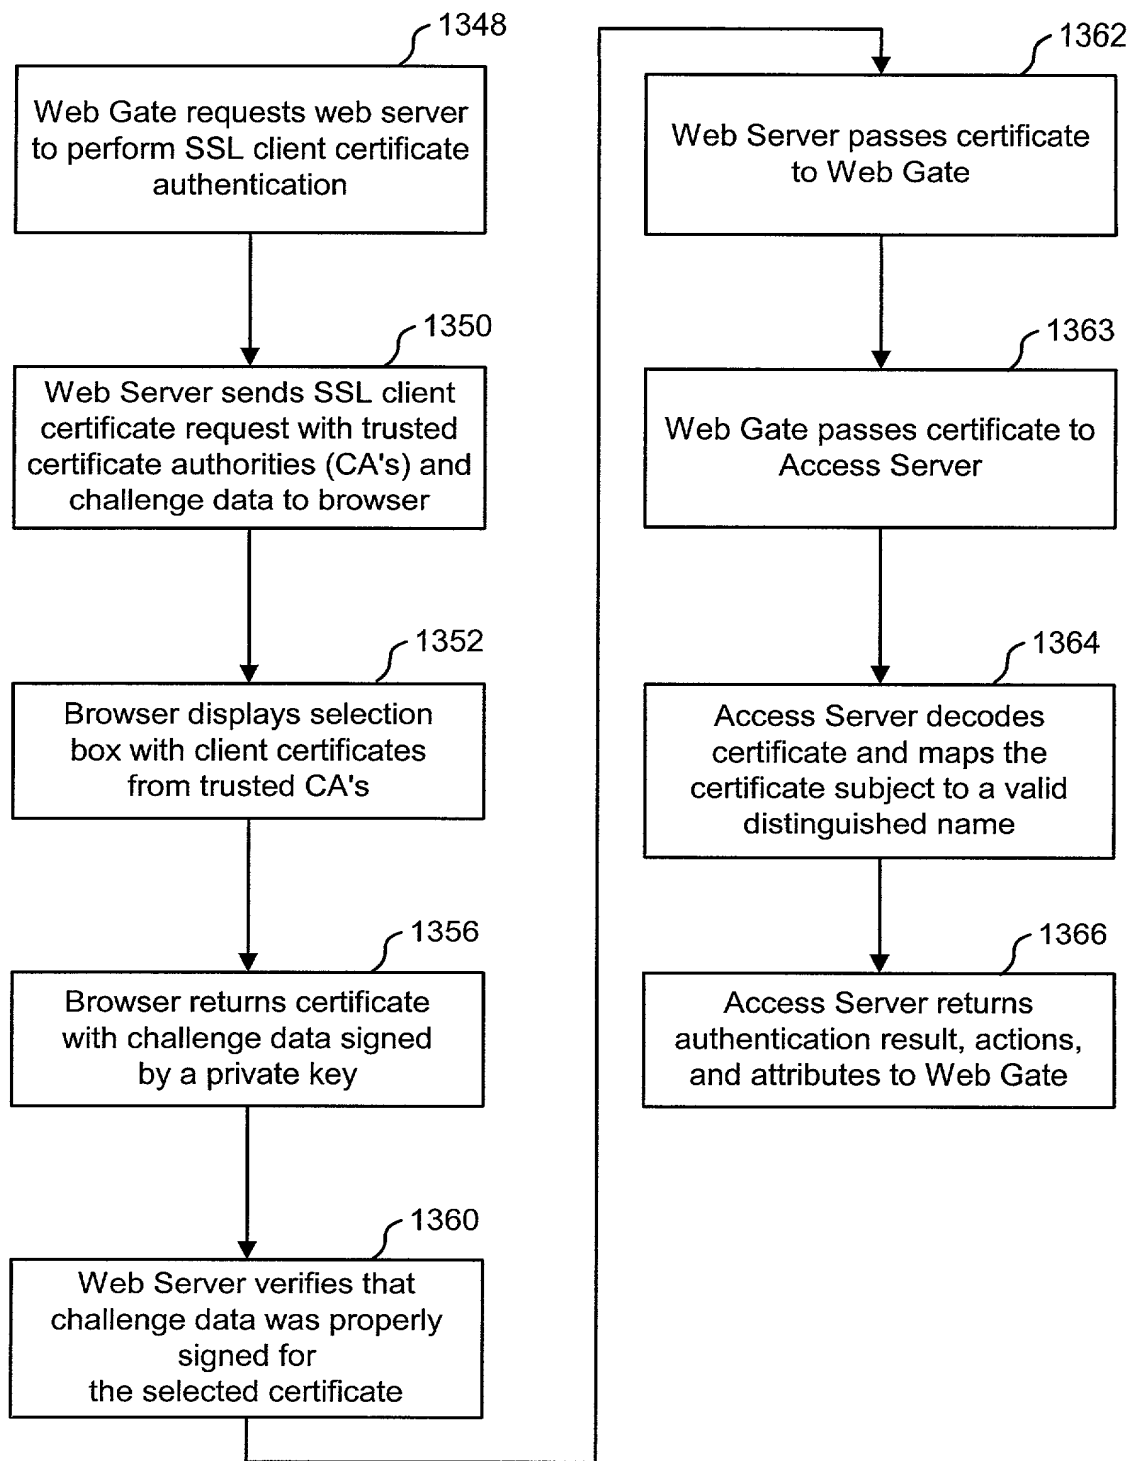 1348
Web Gate requests web server
to perform SSL client certificate
authentication
1350
Web Server sends SSL client
certificate request with trusted
certificate authorities (CA's) and
challenge data to browser
1352
Browser displays selection
box with client certificates
from trusted CA's
1356
Browser returns certificate
with challenge data signed
by a private key
1360
Web Server verifies that
challenge data was properly
signed for
the selected certificate
1362
Web Server passes certificate
to Web Gate
1363
Web Gate passes certificate to
Access Server
1364
Access Server decodes
certificate and maps the
certificate subject to a valid
distinguished name
1366
Access Server returns
authentication result, actions,
and attributes to Web Gate